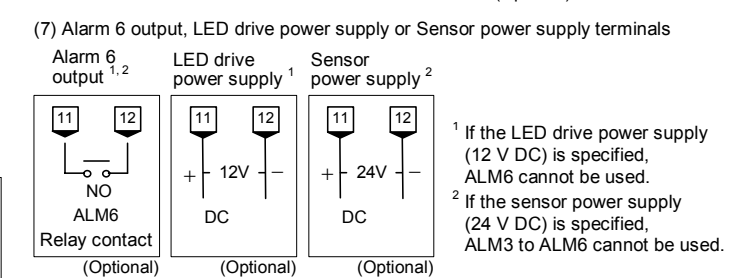 (7) Alarm 6 output, LED drive power supply or Sensor power supply terminals
Alarm 6
output 1, 2
LED drive
power supply 1
Sensor
power supply 2
11 12
NO
ALM6
Relay contact
(Optional)
11 12
+ 12V −
DC
(Optional)
11 12
+ 24V −
DC
(Optional)
1 If the LED drive power supply
(12 V DC) is specified,
ALM6 cannot be used.
2 If the sensor power supply
(24 V DC) is specified,
ALM3 to ALM6 cannot be used.